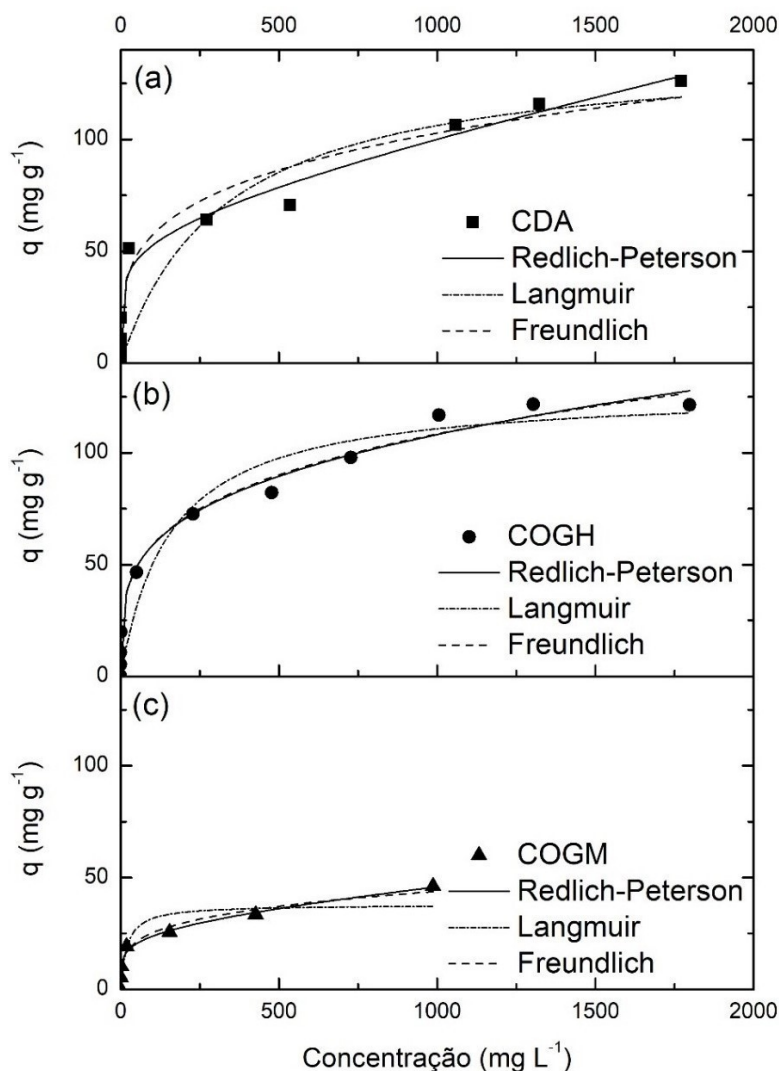 0 500 1000 1500 2000
(a)
100
50
0
q (mg g⁻¹)
CDA
Redlich-Peterson
Langmuir
Freundlich
(b)
100
50
0
q (mg g⁻¹)
COGH
Redlich-Peterson
Langmuir
Freundlich
(c)
100
50
0
q (mg g⁻¹)
COGM
Redlich-Peterson
Langmuir
Freundlich
0 500 1000 1500 2000
Concentração (mg L⁻¹)